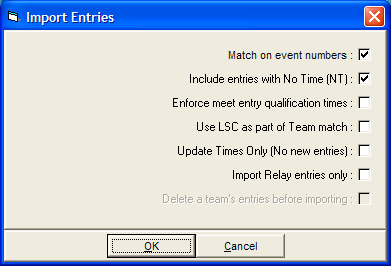 Import Entries
Match on event numbers :
Include entries with No Time (NT) :
Enforce meet entry qualification times :
Use LSC as part of Team match :
Update Times Only (No new entries) :
Import Relay entries only :
Delete a team's entries before importing :
OK Cancel